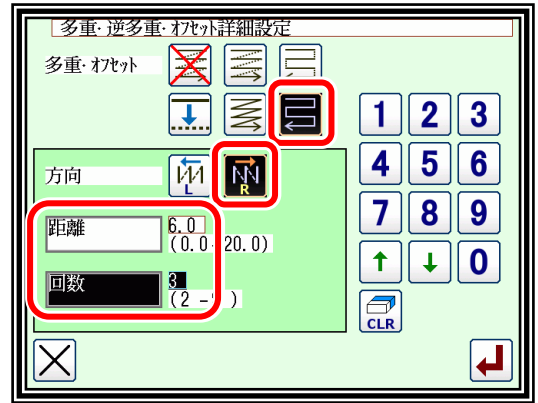 多重・逆多重・オフセット詳細設定
多重・オフセット
1 2 3
方向
L R
4 5 6
距離 6.0
(0.0 20.0)
7 8 9
↑ ↓ 0
回数 3
(2 - )
CLR